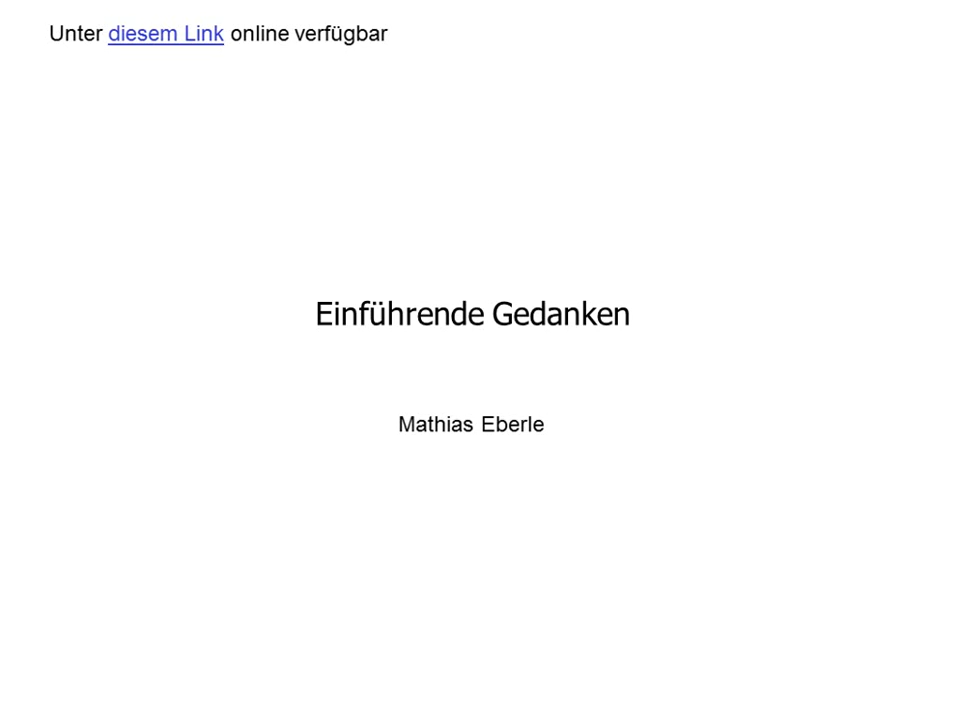 Unter diesem Link online verfügbar
Einführende Gedanken
Mathias Eberle